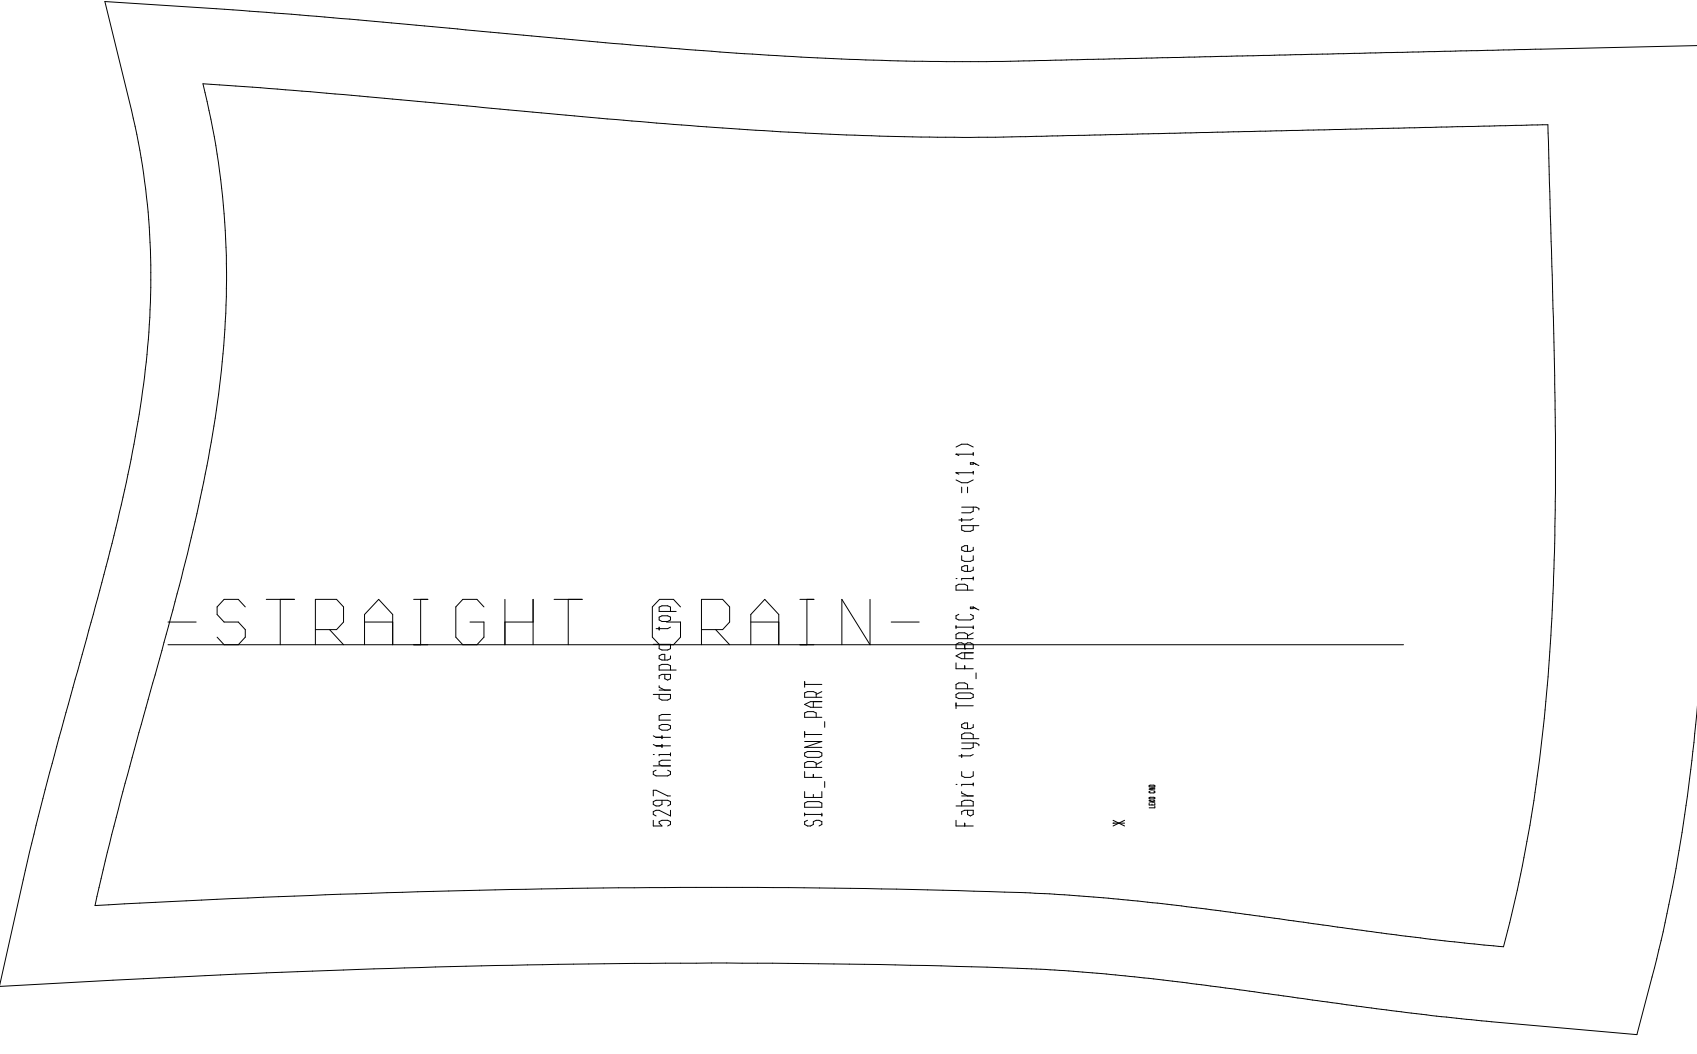 -STRAIGHT GRAIN-
5297 Chiffon draped top
SIDE_FRONT_PART
Fabric type TOP_FABRIC, Piece qty =(1,1)
X